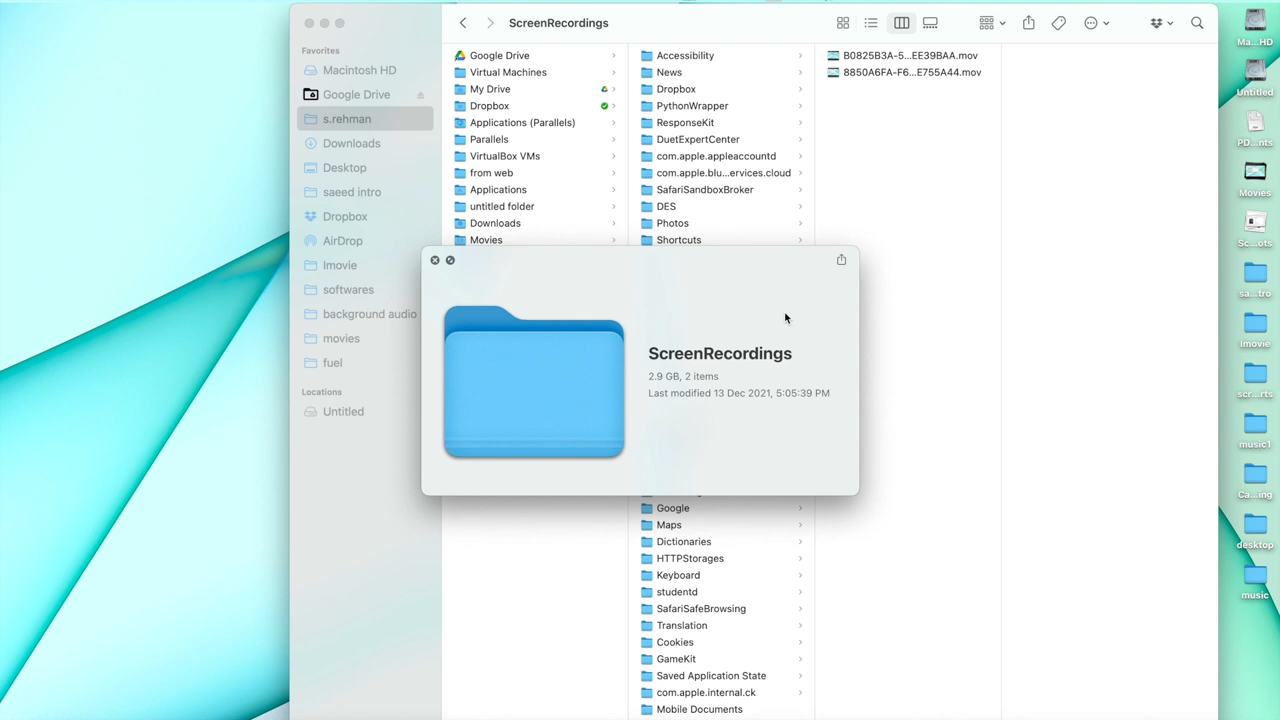 ScreenRecordings
Favorites
Macintosh HD
Google Drive
s.rehman
Downloads
Desktop
saeed intro
Dropbox
AirDrop
Imovie
softwares
background audio
movies
fuel
Locations
Untitled
Google Drive
Virtual Machines
My Drive
Dropbox
Applications (Parallels)
Parallels
VirtualBox VMs
from web
Applications
untitled folder
Downloads
Movies
Accessibility
News
Dropbox
PythonWrapper
ResponseKit
DuetExpertCenter
com.apple.appleaccountd
com.apple.blu...ervices.cloud
SafariSandboxBroker
DES
Photos
Shortcuts
Google
Maps
Dictionaries
HTTPStorages
Keyboard
studentd
SafariSafeBrowsing
Translation
Cookies
GameKit
Saved Application State
com.apple.internal.ck
Mobile Documents
B0825B3A-5...EE39BAA.mov
8850A6FA-F6...E755A44.mov
ScreenRecordings
2.9 GB, 2 items
Last modified 13 Dec 2021, 5:05:39 PM
Ma...HD
Untitled
PD...nts
Movies
Sc...ots
sa...tro
Imovie
scr...rts
music1
Ca...ing
desktop
music